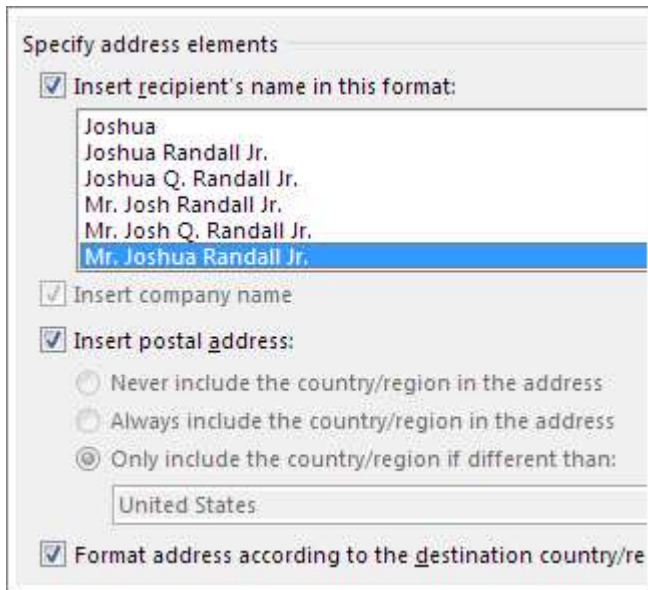 Specify address elements
Insert recipient's name in this format:
Joshua
Joshua Randall Jr.
Joshua Q. Randall Jr.
Mr. Josh Randall Jr.
Mr. Josh Q. Randall Jr.
Mr. Joshua Randall Jr.
Insert company name
Insert postal address:
Never include the country/region in the address
Always include the country/region in the address
Only include the country/region if different than:
United States
Format address according to the destination country/re